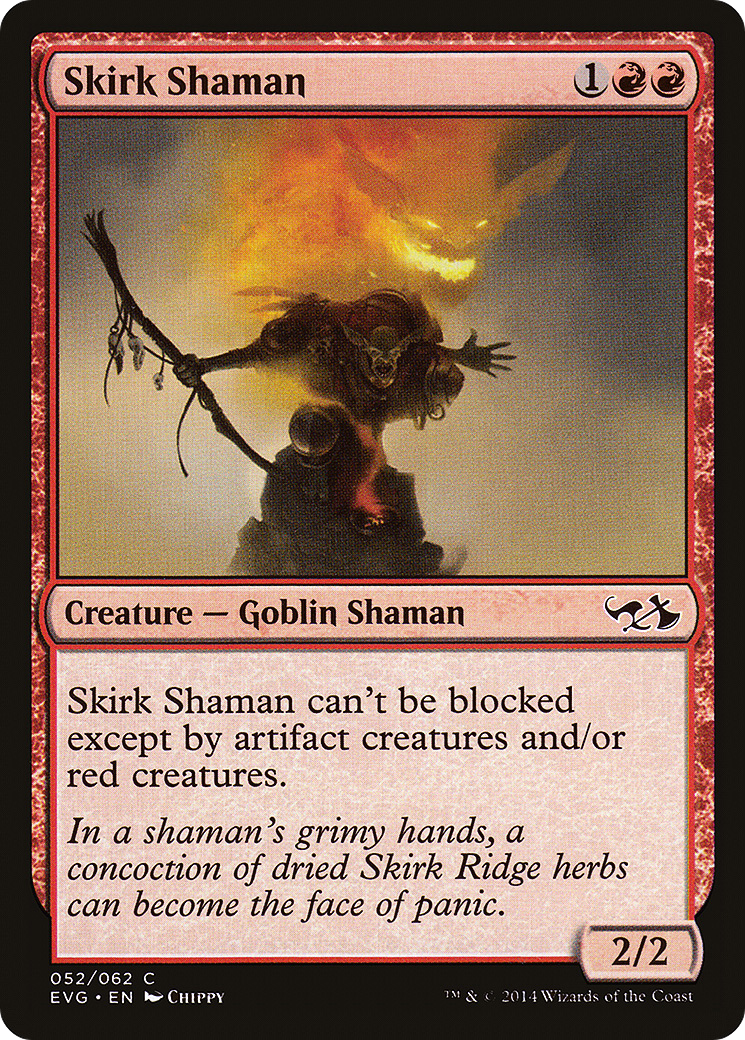 Skirk Shaman 1
Creature — Goblin Shaman
Skirk Shaman can't be blocked
except by artifact creatures and/or
red creatures.
In a shaman's grimy hands, a
concoction of dried Skirk Ridge herbs
can become the face of panic.
2/2
052/062 C
EVG • EN Chippy
™ & © 2014 Wizards of the Coast